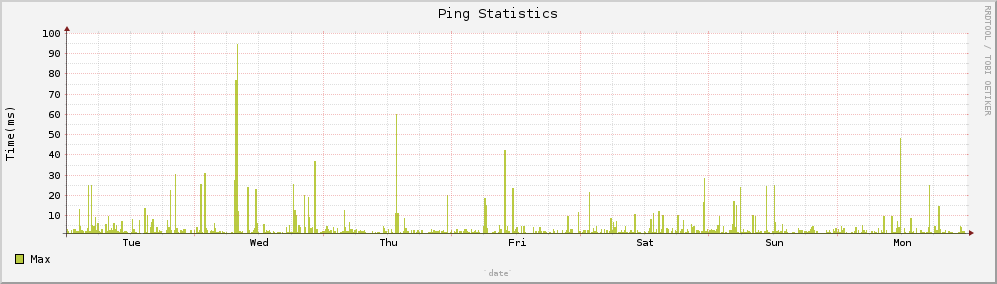 Ping Statistics
RRDTOOL / TOBI OETIKER
Time(ms)
100
90
80
70
60
50
40
30
20
10
Tue Wed Thu Fri Sat Sun Mon
Max
`date`